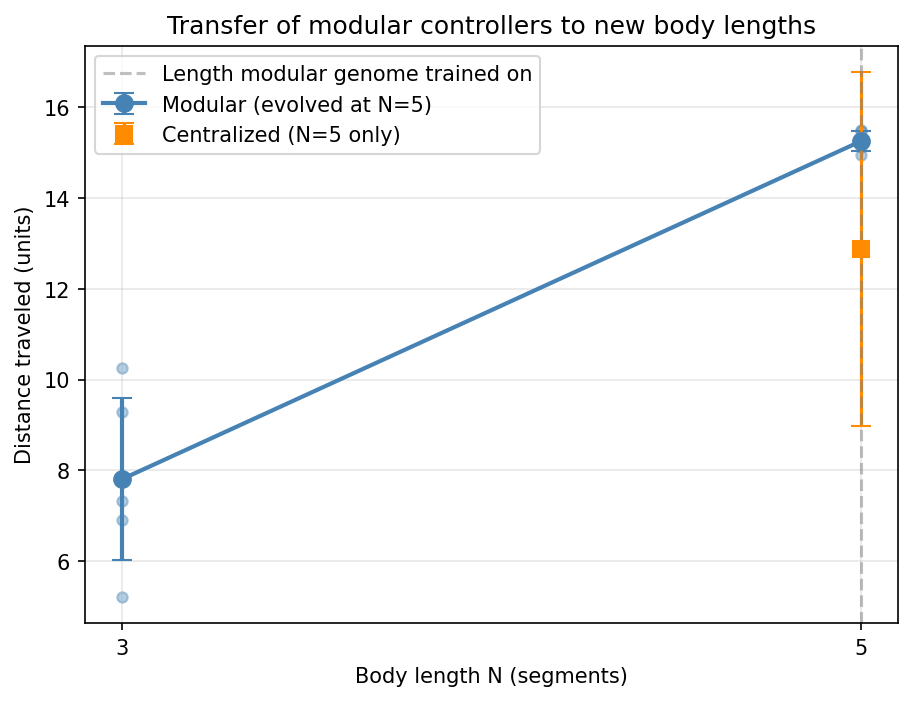 Transfer of modular controllers to new body lengths
Length modular genome trained on
Modular (evolved at N=5)
Centralized (N=5 only)
Distance traveled (units)
16
14
12
10
8
6
3
5
Body length N (segments)